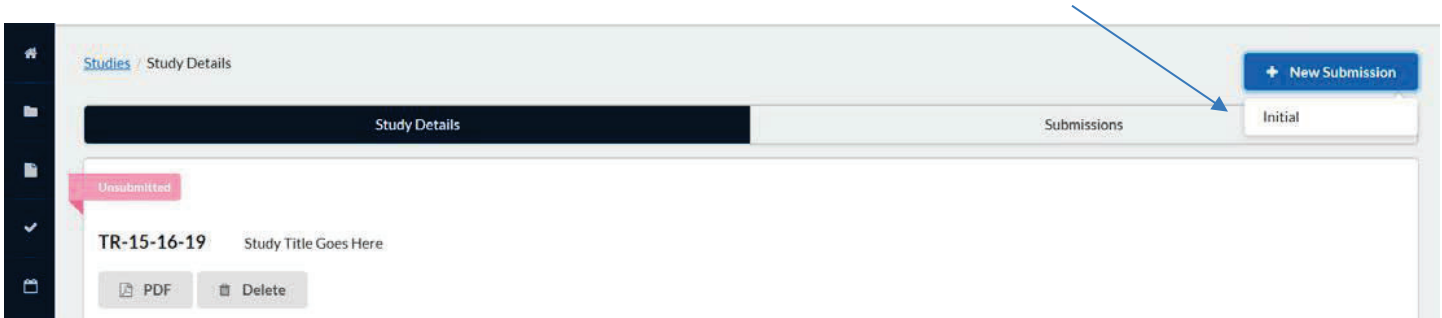 Studies / Study Details
+ New Submission
Initial
Study Details
Submissions
Unsubmitted
TR-15-16-19 Study Title Goes Here
PDF Delete